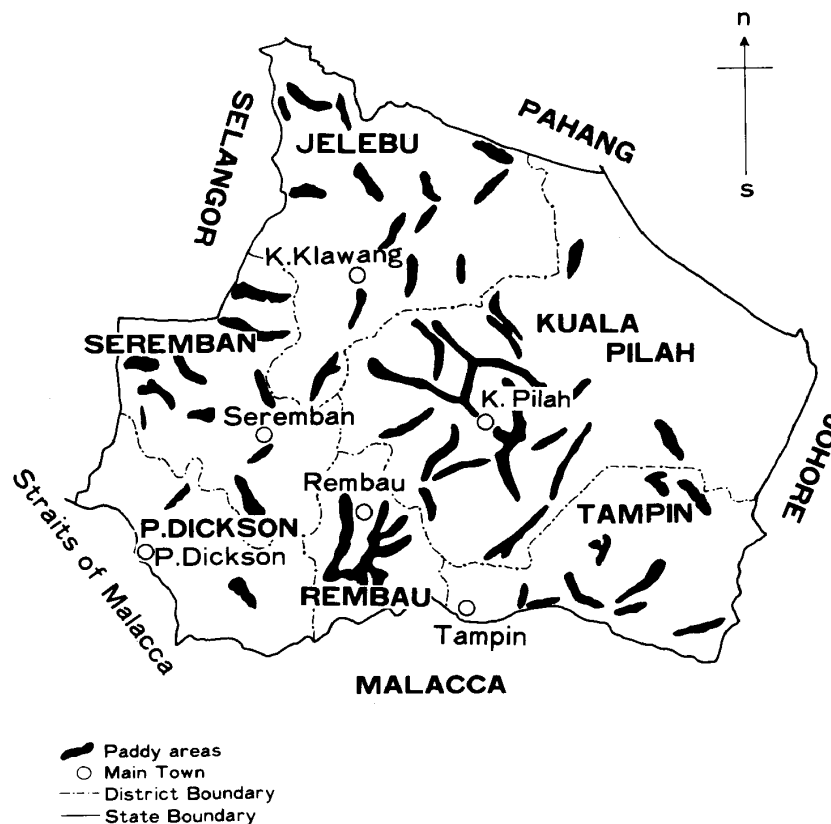 n
PAHANG
SELANGOR
JELEBU
s
K.Klawang
KUALA
PILAH
SEREMBAN
K. Pilah
Seremban
JOHORE
Rembau
Straits of Malacca
P.DICKSON
TAMPIN
P.Dickson
REMBAU
Tampin
MALACCA
Paddy areas
Main Town
District Boundary
State Boundary